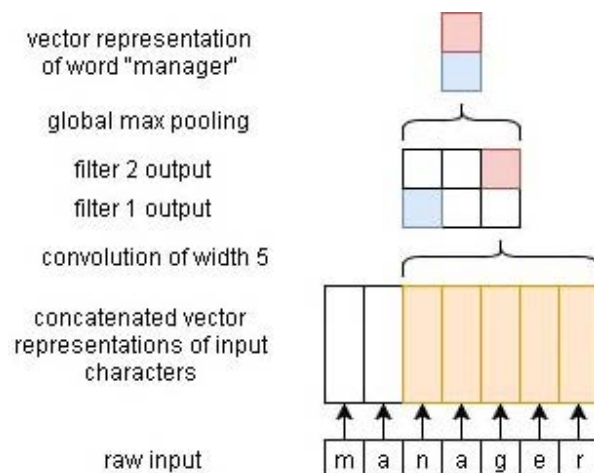 vector representation
of word "manager"
global max pooling
filter 2 output
filter 1 output
convolution of width 5
concatenated vector
representations of input
characters
raw input
m a n a g e r